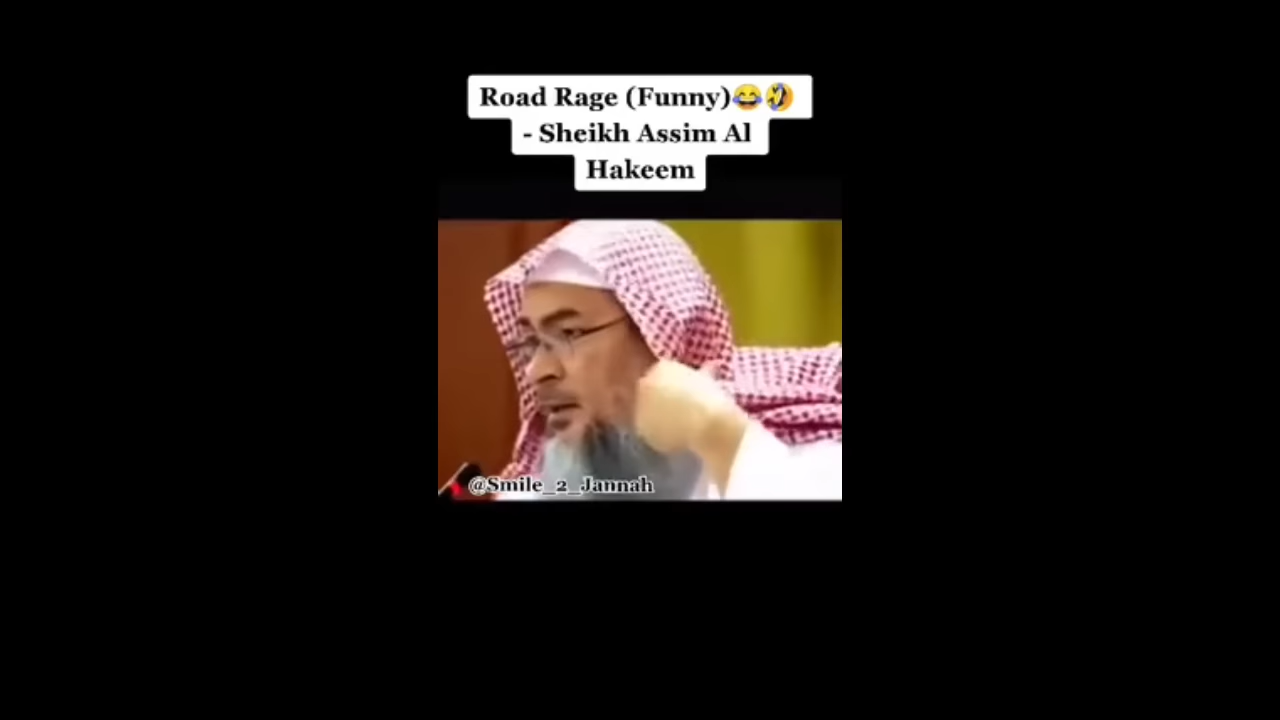 Road Rage (Funny)😂🤣
- Sheikh Assim Al
Hakeem
@Smile_2_Jannah